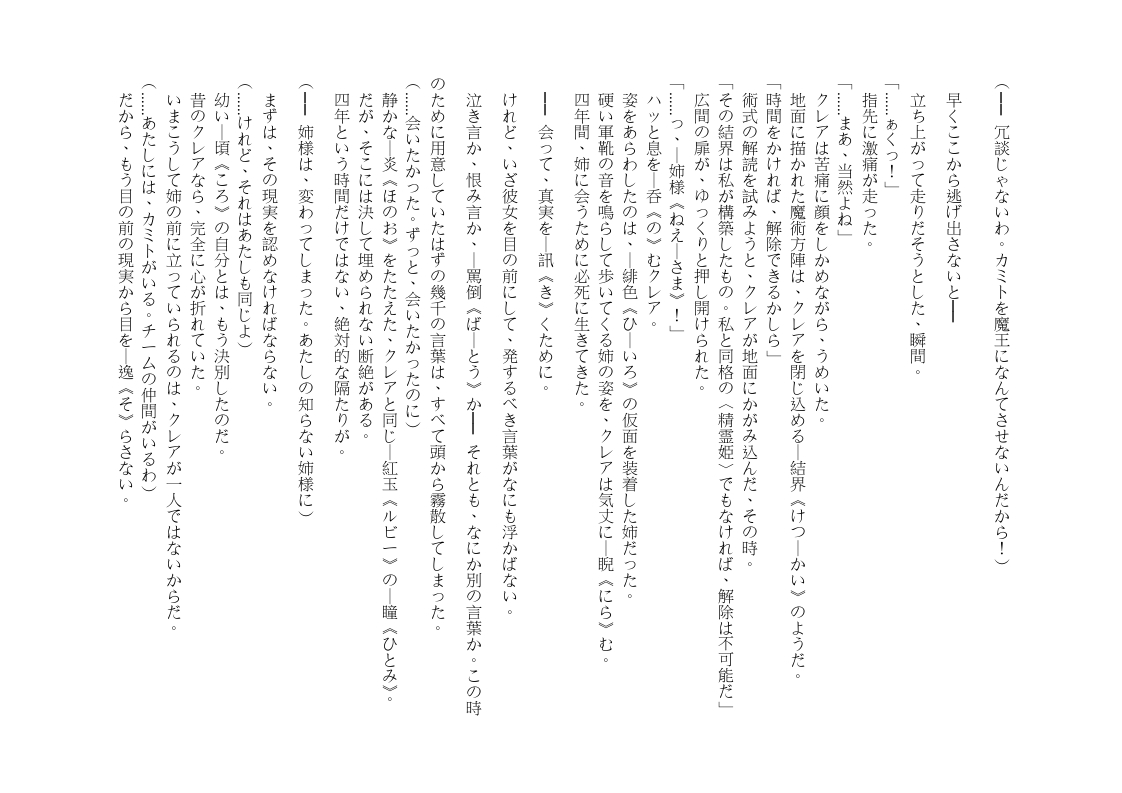 (━━ 冗談じゃないわ。カミトを魔王になんてさせないんだから！)
早くここから逃げ出さないと━━
立ち上がって走りだそうとした、瞬間。
「……ぁくっ！」
指先に激痛が走った。
「……まあ、当然よね」
クレアは苦痛に顔をしかめながら、うめいた。
地面に描かれた魔術方陣は、クレアを閉じ込める―結界《けつ―かい》のようだ。
「時間をかければ、解除できるかしら」
術式の解読を試みようと、クレアが地面にかがみ込んだ、その時。
「その結界は私が構築したもの。私と同格の〈精霊姫〉でもなければ、解除は不可能だ」
広間の扉が、ゆっくりと押し開けられた。
「……っ、―姉様《ねえ―さま》！」
ハッと息を―呑《の》むクレア。
姿をあらわしたのは、―緋色《ひ―いろ》の仮面を装着した姉だった。
硬い軍靴の音を鳴らして歩いてくる姉の姿を、クレアは気丈に―睨《にら》む。
四年間、姉に会うために必死に生きてきた。
━━ 会って、真実を―訊《き》くために。
けれど、いざ彼女を目の前にして、発するべき言葉がなにも浮かばない。
泣き言か、恨み言か、―罵倒《ば―とう》か━━ それとも、なにか別の言葉か。この時
のために用意していたはずの幾千の言葉は、すべて頭から霧散してしまった。
(……会いたかった。ずっと、会いたかったのに)
静かな―炎《ほのお》をたたえた、クレアと同じ―紅玉《ルビー》の―瞳《ひとみ》。
だが、そこには決して埋められない断絶がある。
四年という時間だけではない、絶対的な隔たりが。
(━━ 姉様は、変わってしまった。あたしの知らない姉様に)
まずは、その現実を認めなければならない。
(……けれど、それはあたしも同じよ)
幼い―頃《ころ》の自分とは、もう決別したのだ。
昔のクレアなら、完全に心が折れていた。
いまこうして姉の前に立っていられるのは、クレアが一人ではないからだ。
(……あたしには、カミトがいる。チームの仲間がいるわ)
だから、もう目の前の現実から目を―逸《そ》らさない。